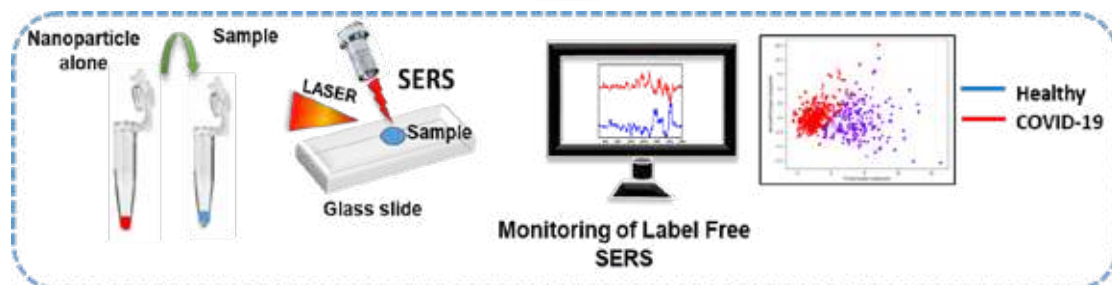 Nanoparticle
alone
Sample
LASER
SERS
Sample
Glass slide
Monitoring of Label Free
SERS
Healthy
COVID-19